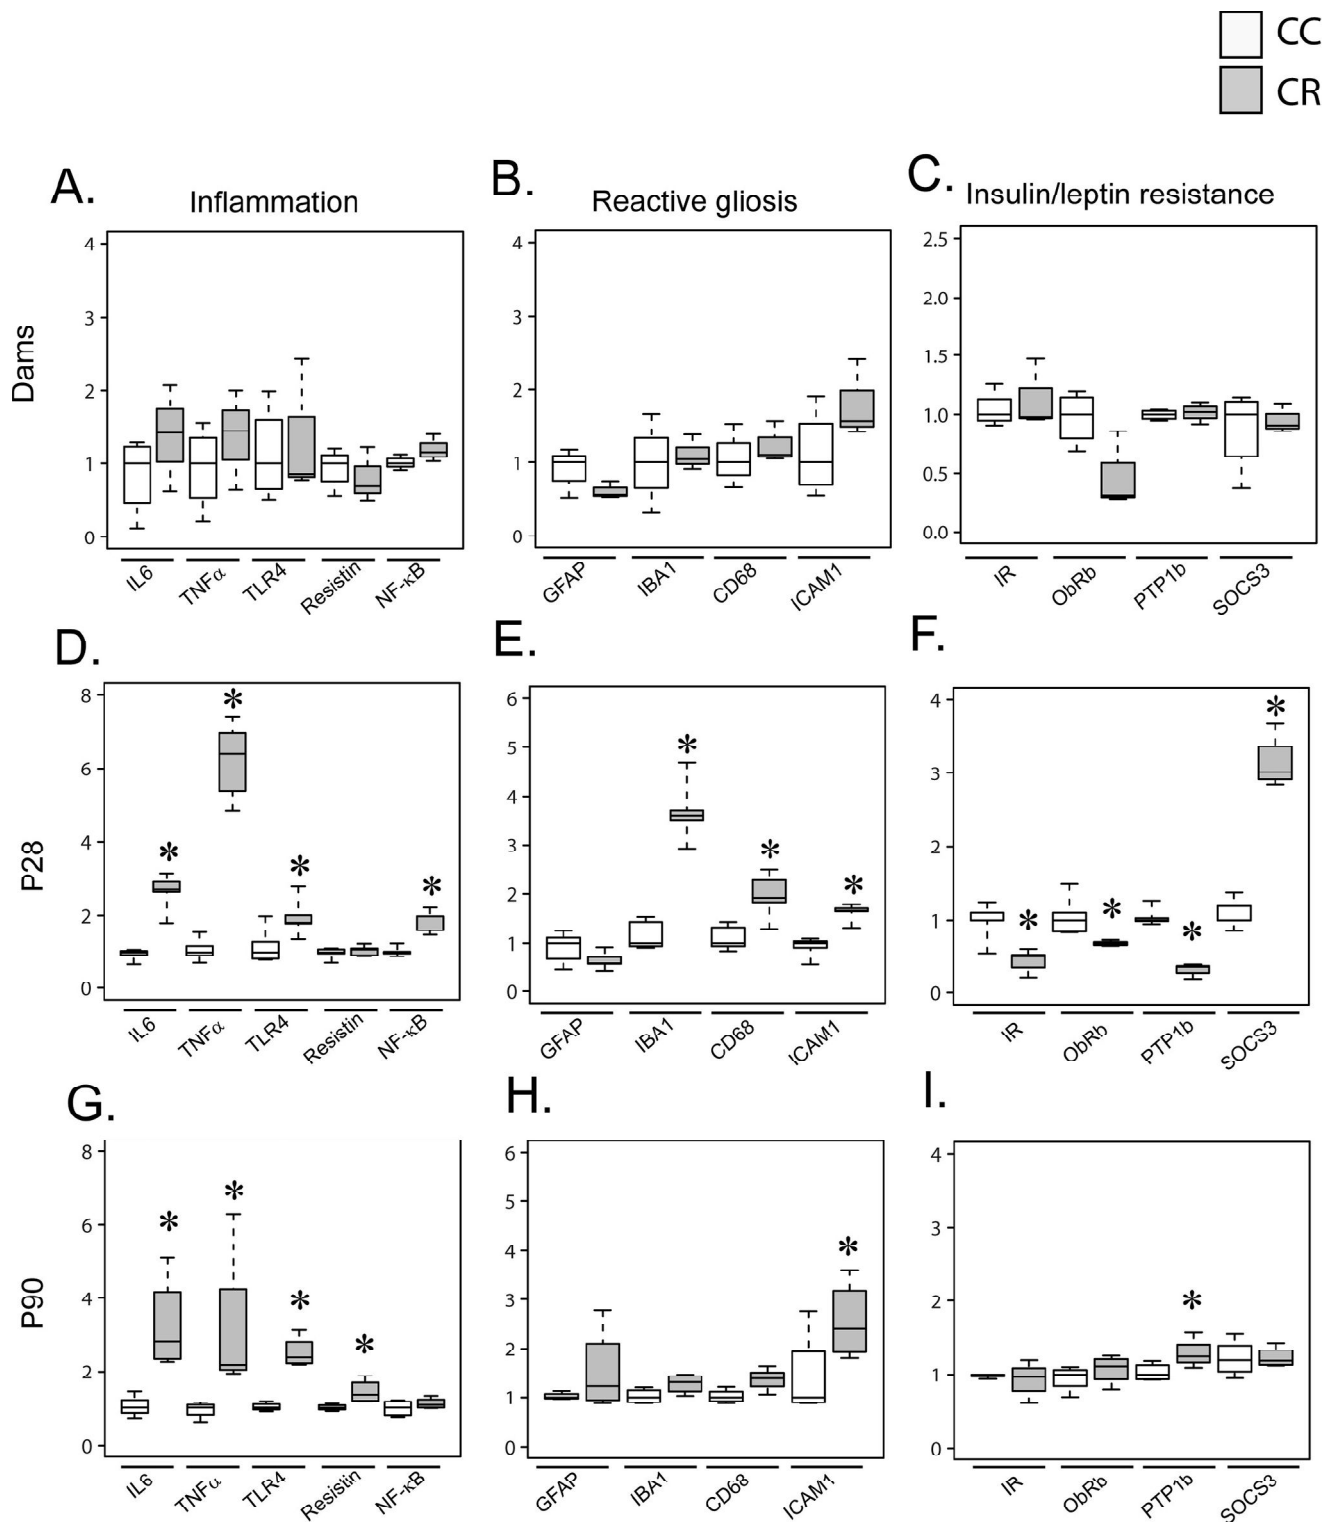 CC
CR
A.
Inflammation
B.
Reactive gliosis
C.
Insulin/leptin resistance
Dams
4
3
2
1
0
IL6
TNFα
TLR4
Resistin
NF-κB
4
3
2
1
0
GFAP
IBA1
CD68
ICAM1
2.5
2.0
1.5
1.0
0.5
0.0
IR
ObRb
PTP1b
SOCS3
D.
E.
F.
P28
8
6
4
2
0
*
*
*
*
IL6
TNFα
TLR4
Resistin
NF-κB
6
5
4
3
2
1
0
*
*
*
GFAP
IBA1
CD68
ICAM1
4
3
2
1
0
*
*
*
*
IR
ObRb
PTP1b
SOCS3
G.
H.
I.
P90
8
6
4
2
0
*
*
*
*
IL6
TNFα
TLR4
Resistin
NF-κB
6
5
4
3
2
1
0
*
GFAP
IBA1
CD68
ICAM1
4
3
2
1
0
*
IR
ObRb
PTP1b
SOCS3